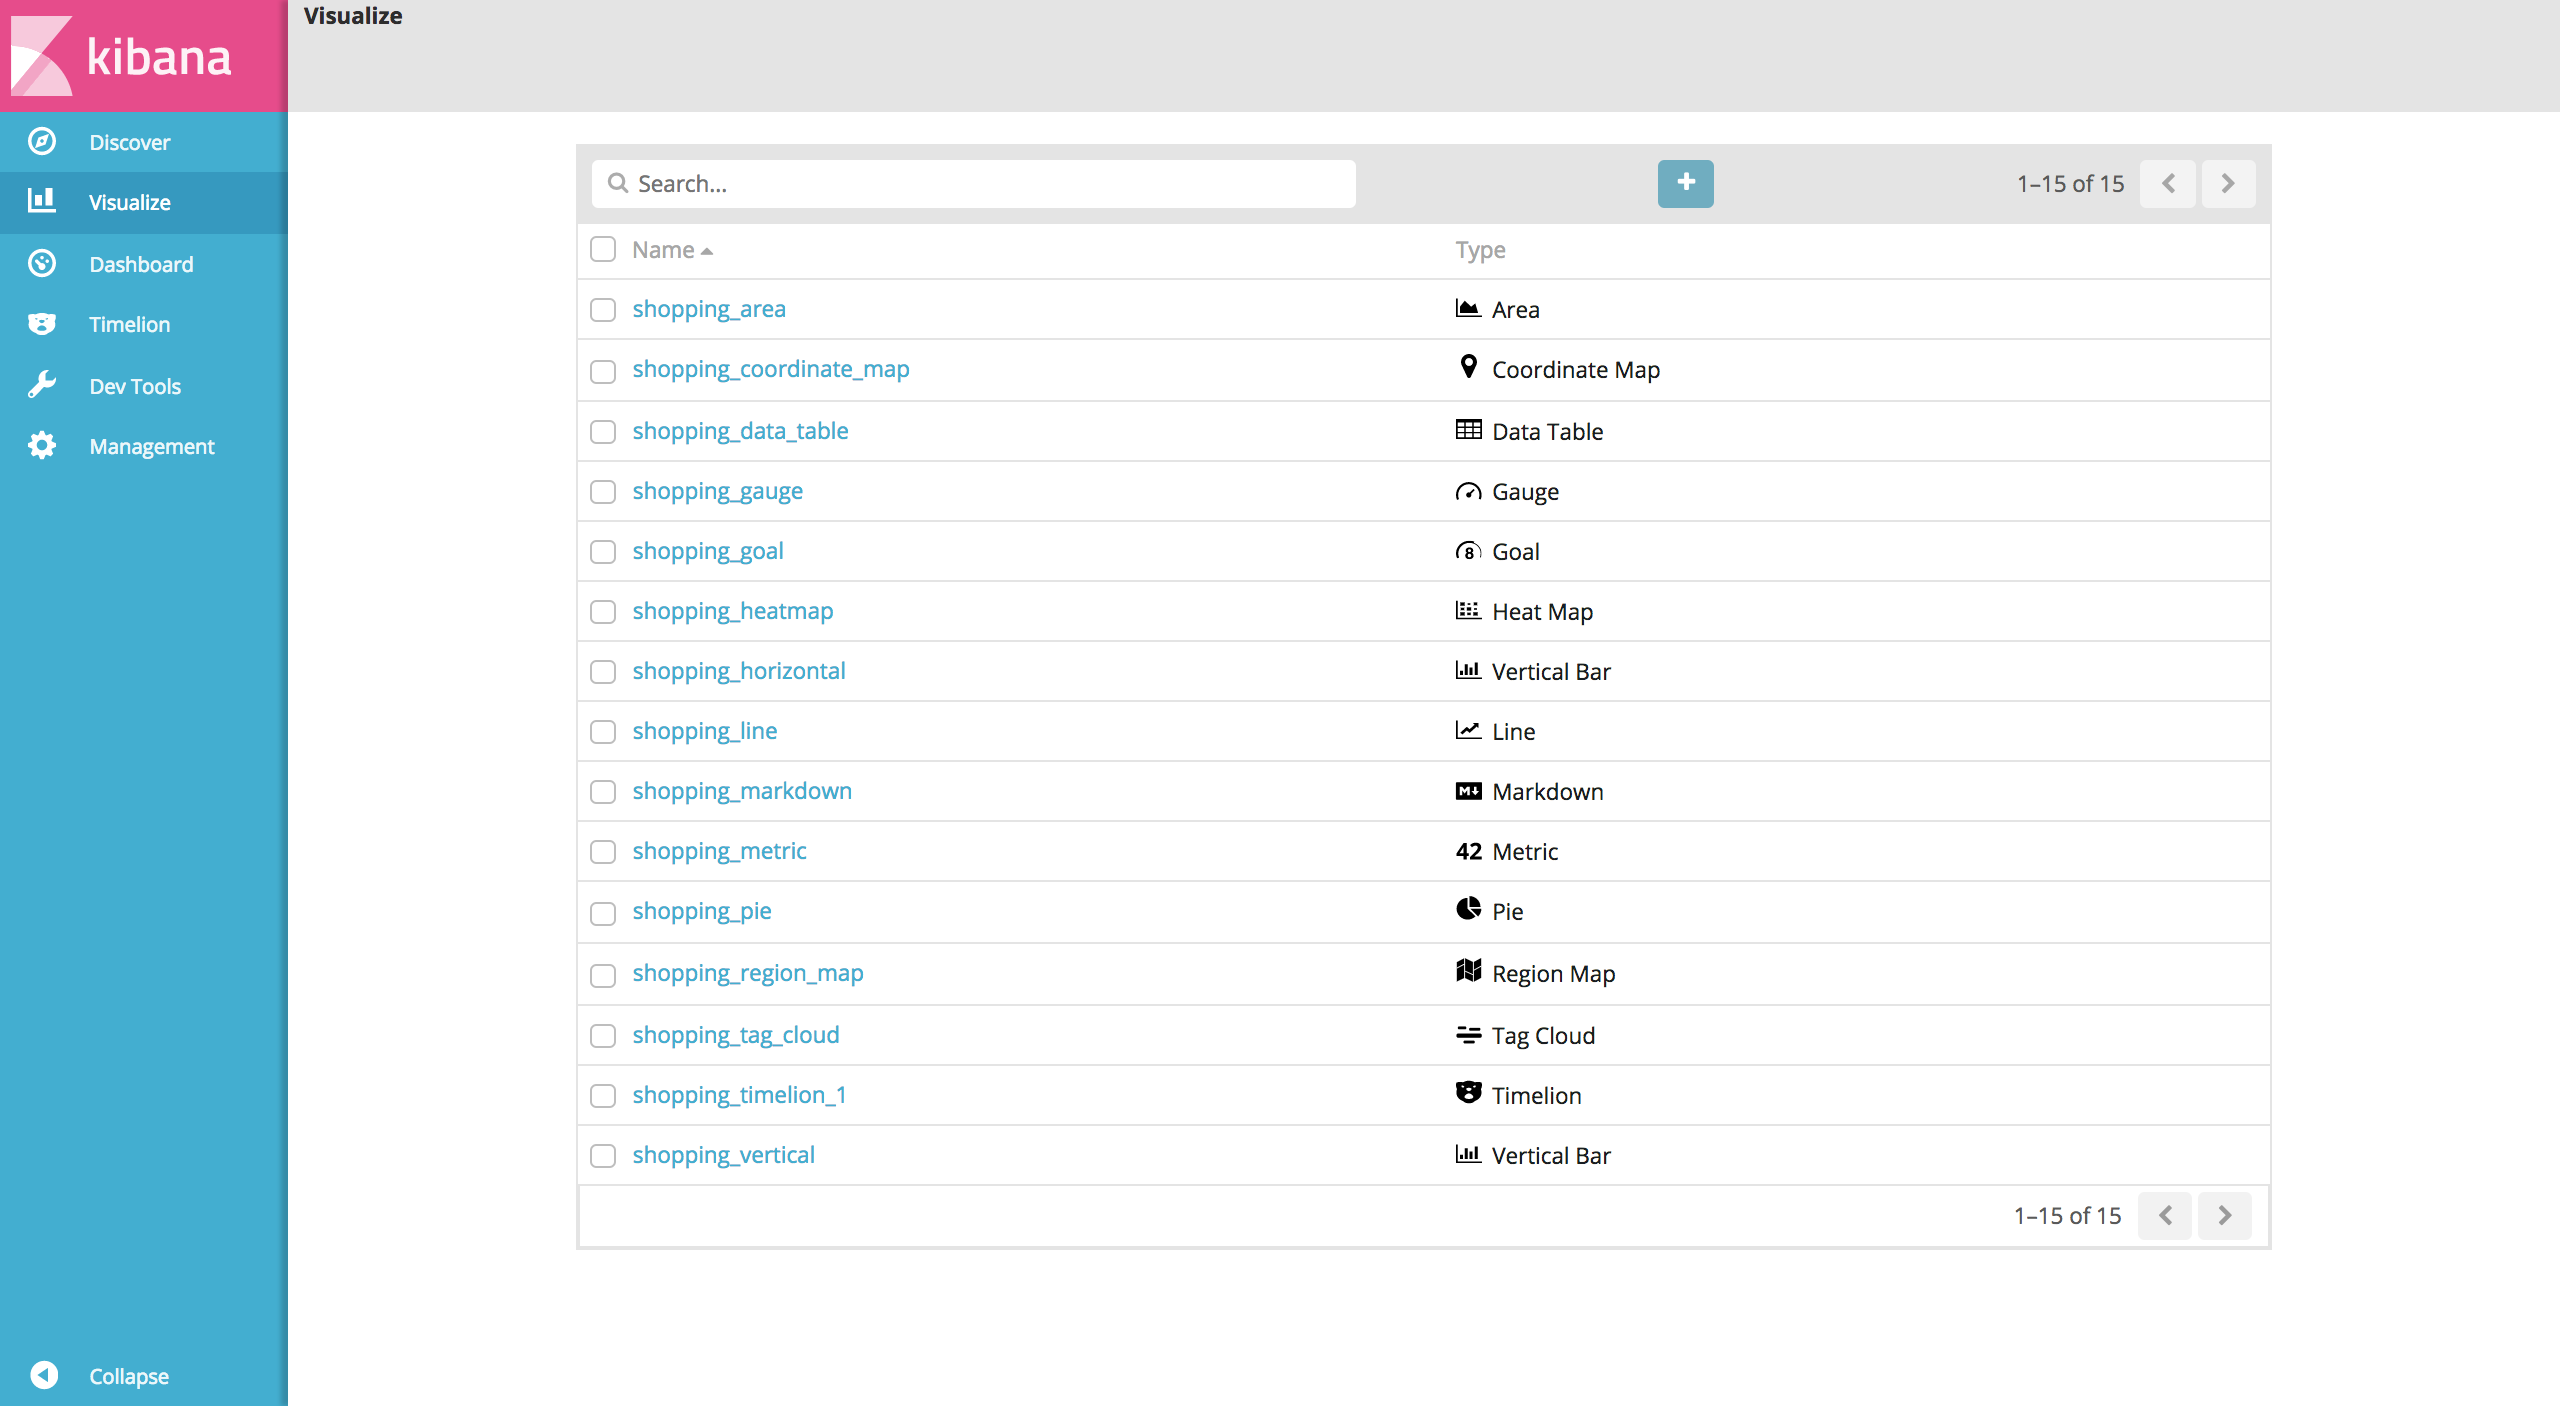 kibana
Visualize
Discover
Visualize
Dashboard
Timelion
Dev Tools
Management
Collapse
Search...
1–15 of 15
Name Type
shopping_area Area
shopping_coordinate_map Coordinate Map
shopping_data_table Data Table
shopping_gauge Gauge
shopping_goal 8 Goal
shopping_heatmap Heat Map
shopping_horizontal Vertical Bar
shopping_line Line
shopping_markdown M Markdown
shopping_metric 42 Metric
shopping_pie Pie
shopping_region_map Region Map
shopping_tag_cloud Tag Cloud
shopping_timelion_1 Timelion
shopping_vertical Vertical Bar
1–15 of 15